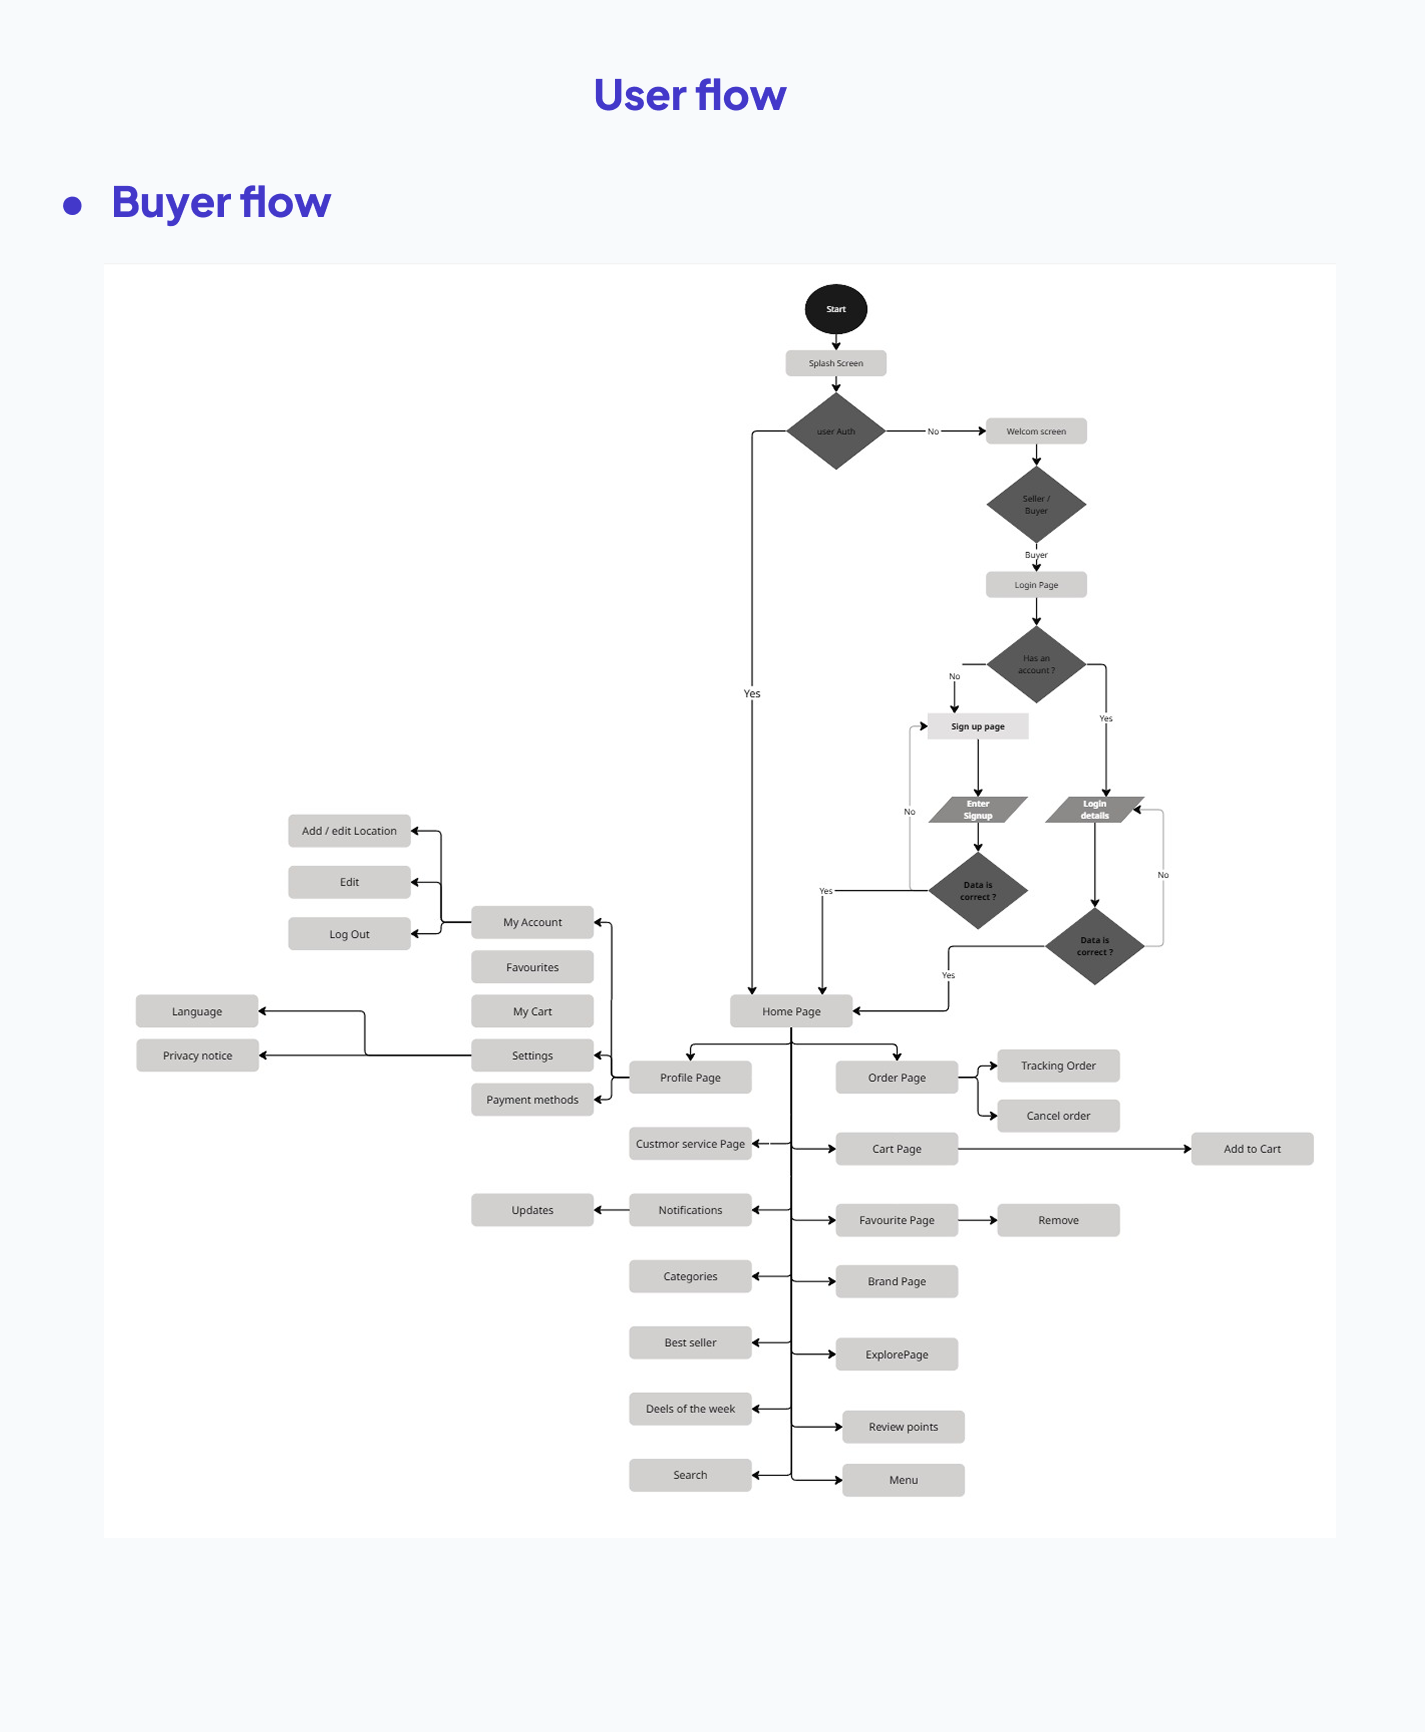 User flow
Buyer flow
Start
Splash Screen
user Auth
No
Welcom screen
Seller /
Buyer
Buyer
Login Page
Has an
account ?
No
Yes
Yes
Sign up page
Enter
Signup
Login
details
No
No
Data is
correct ?
Yes
Data is
correct ?
Yes
Add / edit Location
Edit
Log Out
My Account
Favourites
My Cart
Settings
Payment methods
Language
Privacy notice
Home Page
Profile Page
Order Page
Tracking Order
Cancel order
Custmor service Page
Cart Page
Add to Cart
Updates
Notifications
Favourite Page
Remove
Categories
Brand Page
Best seller
ExplorePage
Deels of the week
Review points
Search
Menu